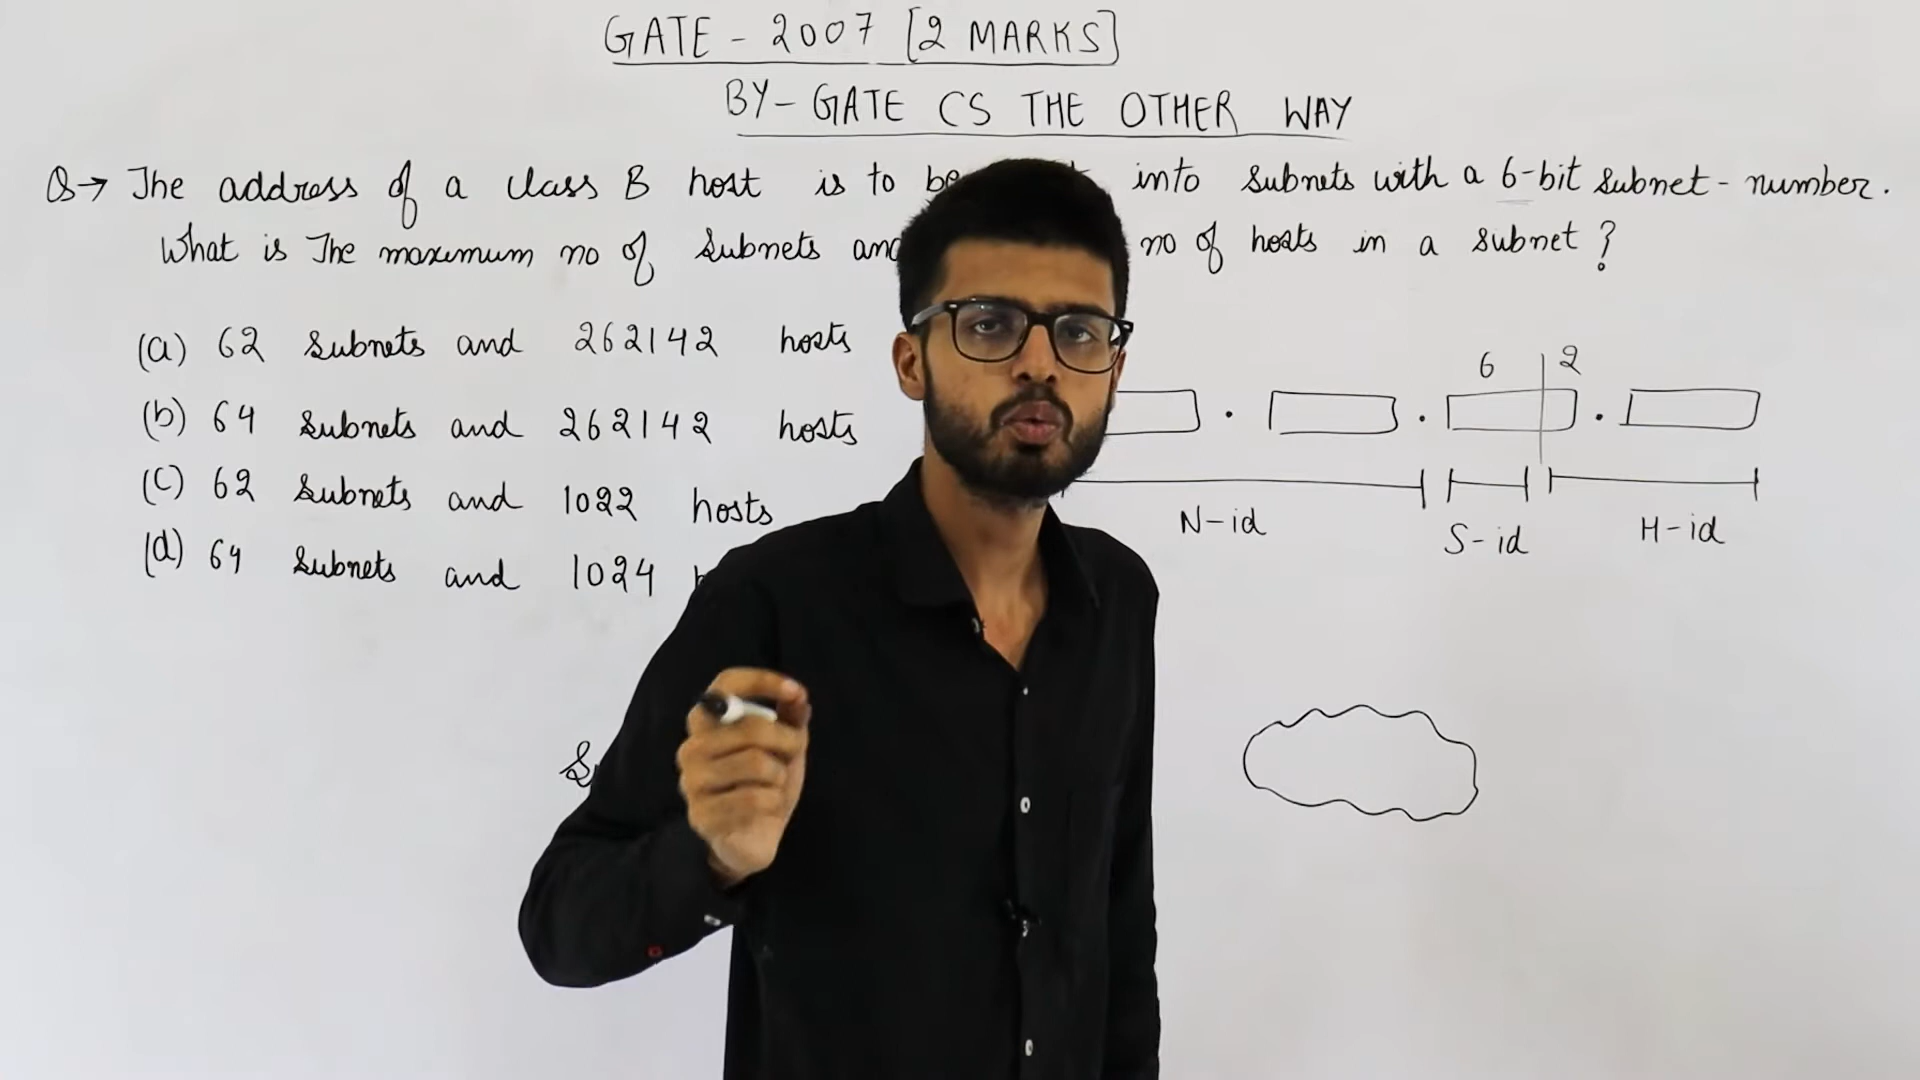 GATE - 2007 [2 MARKS]
BY - GATE CS THE OTHER WAY
Q→ The address of a class B host is to be into subnets with a 6-bit subnet-number.
What is The maximum no of subnets and no of hosts in a subnet?
(a) 62 subnets and 262142 hosts
(b) 64 subnets and 262142 hosts
(c) 62 subnets and 1022 hosts
(d) 64 subnets and 1024
6 2
. . .
N-id S-id H-id